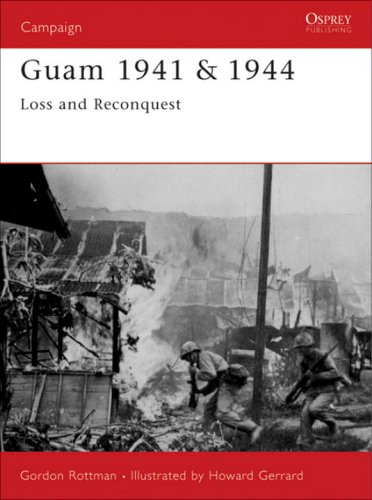 Campaign
OSPREY
PUBLISHING
Guam 1941 & 1944
Loss and Reconquest
Gordon Rottman • Illustrated by Howard Gerrard